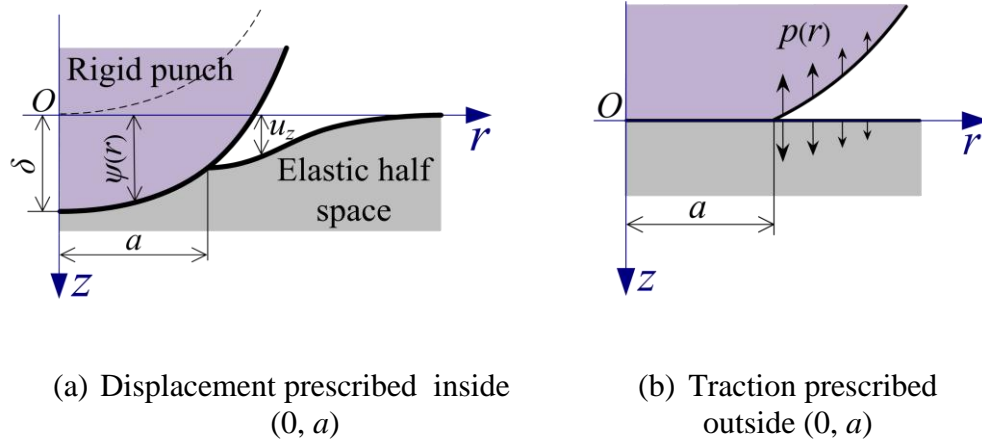 Rigid punch
O
r
δ
ψ(r)
u_z
Elastic half
space
a
z
(a) Displacement prescribed inside
(0, a)
p(r)
O
r
a
z
(b) Traction prescribed
outside (0, a)